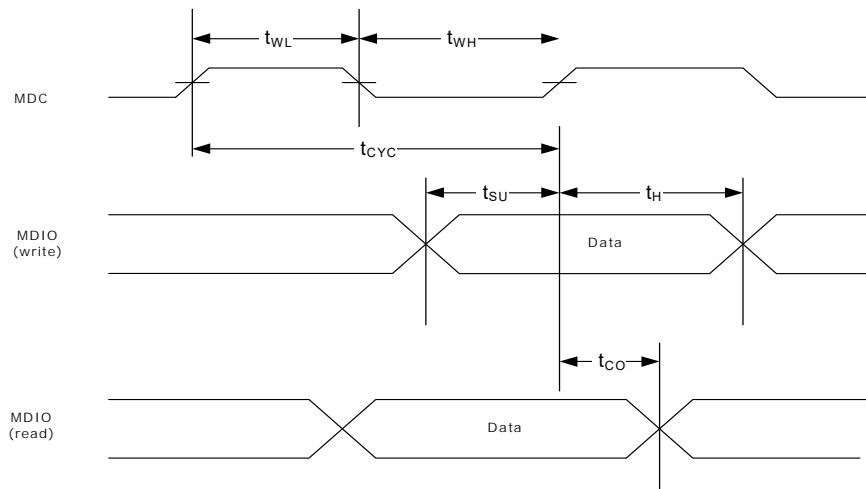 tWL
tWH
MDC
tCYC
tSU
tH
MDIO
(write)
Data
tCO
MDIO
(read)
Data